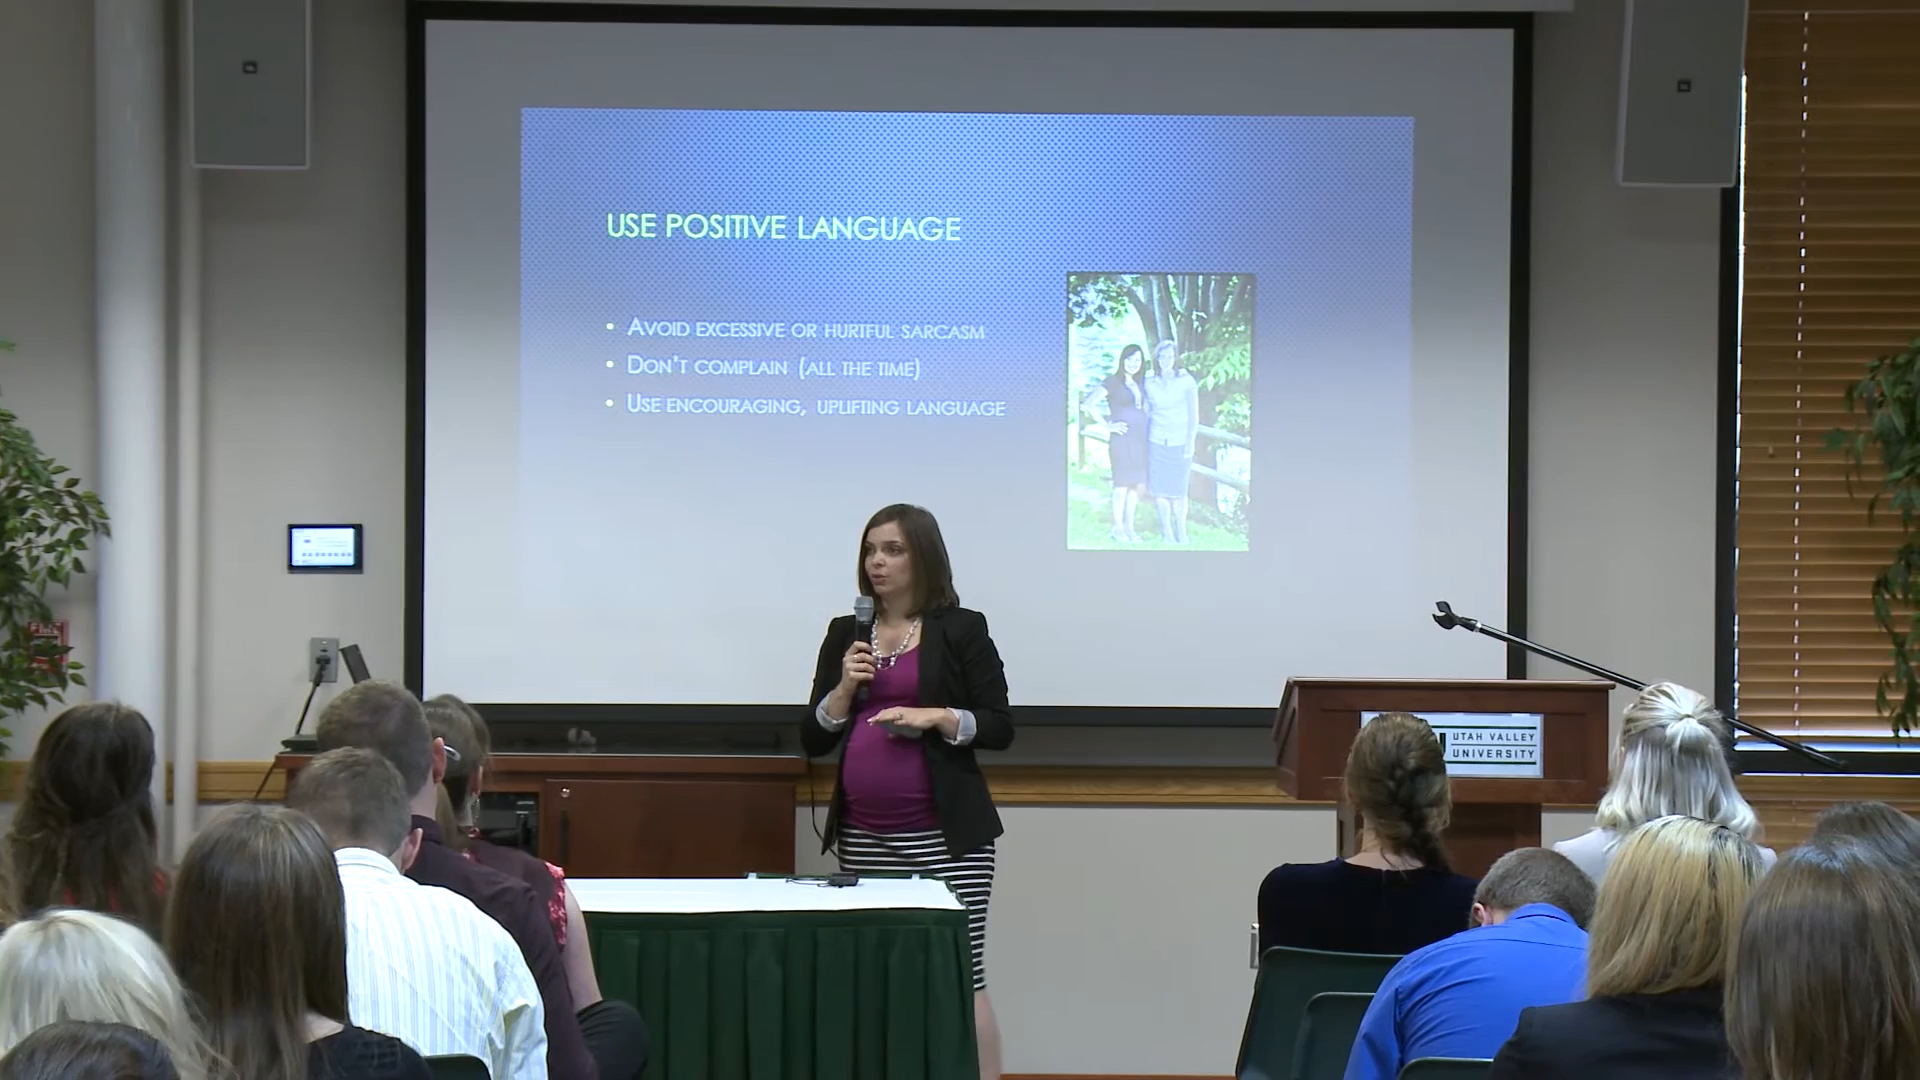 USE POSITIVE LANGUAGE
• AVOID EXCESSIVE OR HURTFUL SARCASM
• DON'T COMPLAIN (ALL THE TIME)
• USE ENCOURAGING, UPLIFTING LANGUAGE
UTAH VALLEY
UNIVERSITY